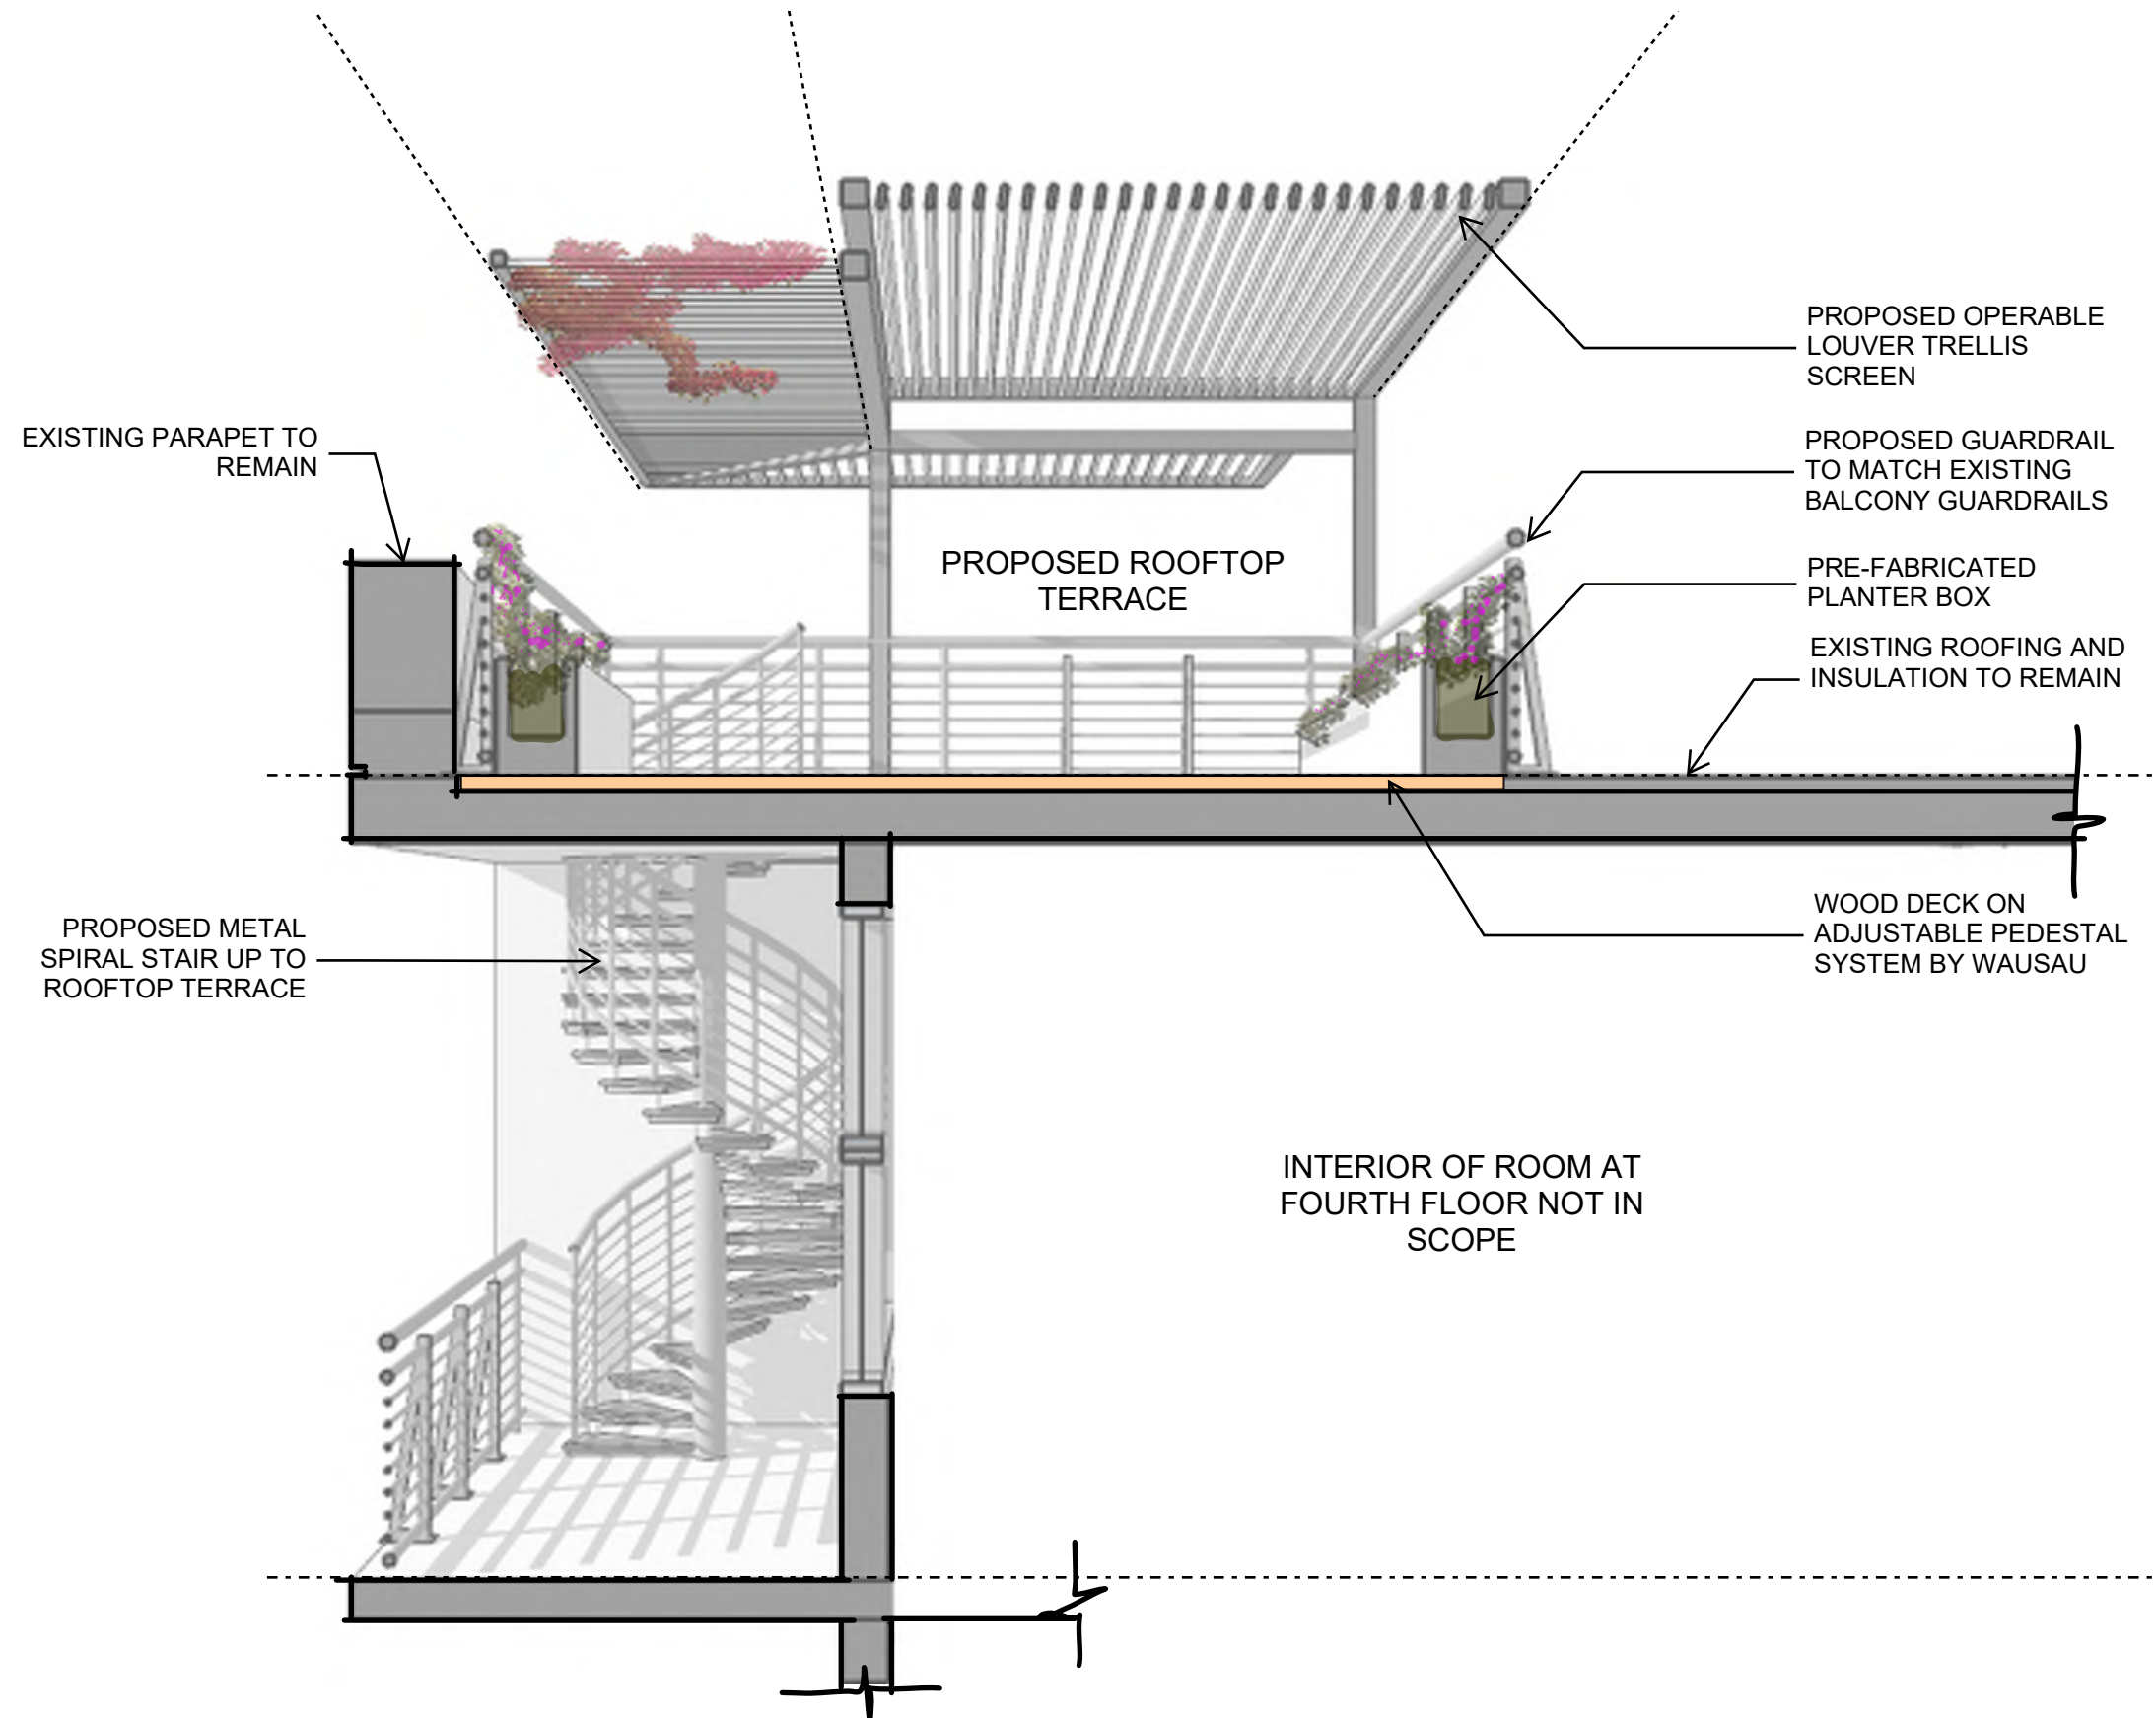 PROPOSED OPERABLE
LOUVER TRELLIS
SCREEN
EXISTING PARAPET TO
REMAIN
PROPOSED GUARDRAIL
TO MATCH EXISTING
BALCONY GUARDRAILS
PROPOSED ROOFTOP
TERRACE
PRE-FABRICATED
PLANTER BOX
EXISTING ROOFING AND
INSULATION TO REMAIN
WOOD DECK ON
ADJUSTABLE PEDESTAL
SYSTEM BY WAUSAU
PROPOSED METAL
SPIRAL STAIR UP TO
ROOFTOP TERRACE
INTERIOR OF ROOM AT
FOURTH FLOOR NOT IN
SCOPE